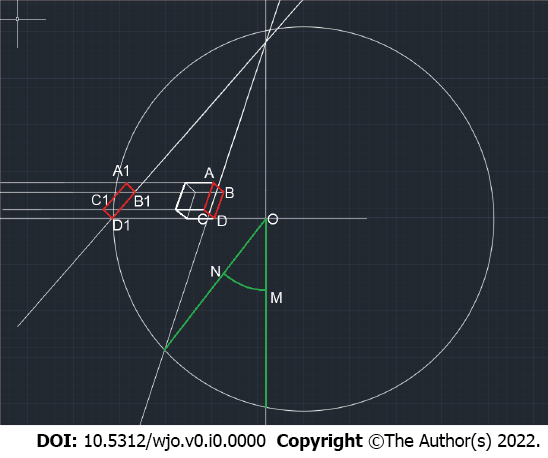 A1
A
C1
B1
B
C
D
O
D1
N
M
DOI: 10.5312/wjo.v0.i0.0000 Copyright ©The Author(s) 2022.